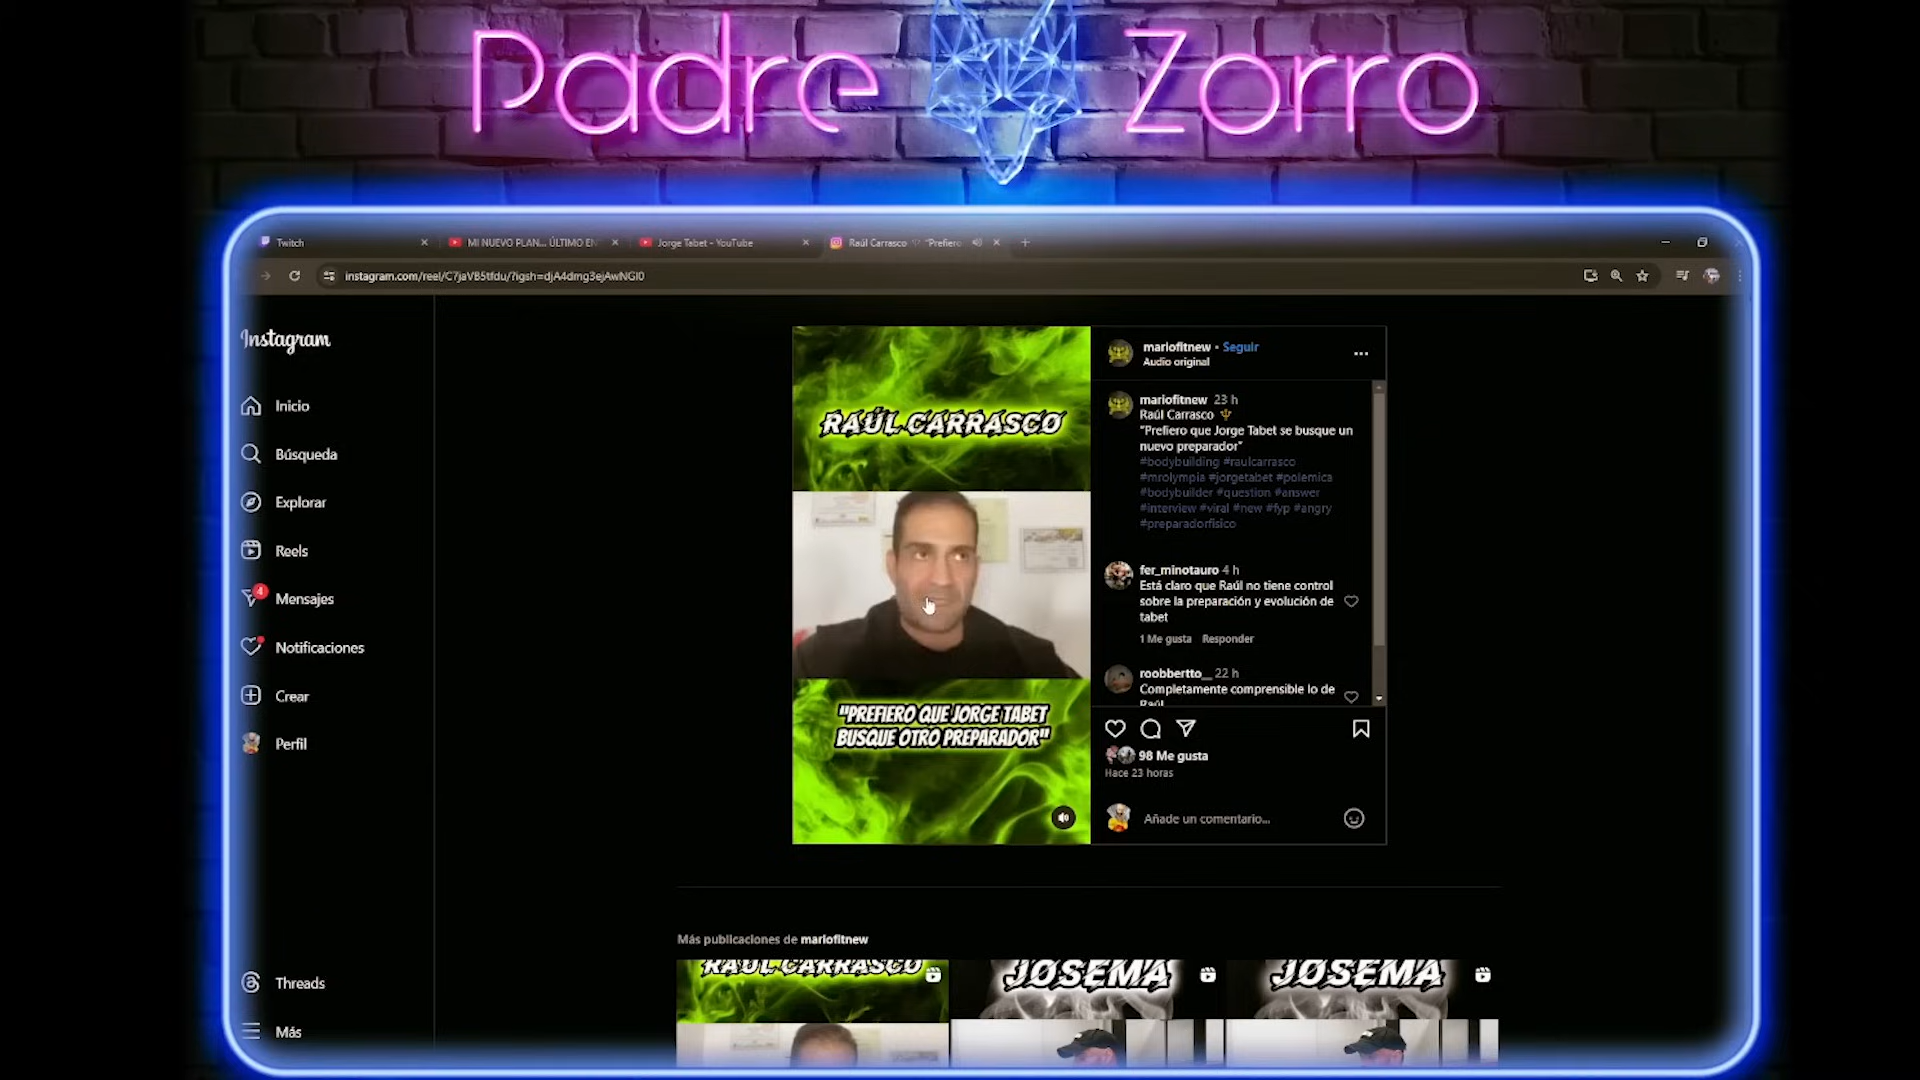 Padre Zorro
Twitch
MI NUEVO PLAN... ÚLTIMO EN
Jorge Tabet - YouTube
Raúl Carrasco "Prefiero
instagram.com/reel/C7jaVB5tfdu/?igsh=djA4dmg3ejAwNGI0
Instagram
Inicio
Búsqueda
Explorar
Reels
4
Mensajes
Notificaciones
Crear
Perfil
Threads
Más
RAÚL CARRASCO
"PREFIERO QUE JORGE TABET
BUSQUE OTRO PREPARADOR"
mariofitnew • Seguir
Audio original
mariofitnew 23 h
Raúl Carrasco 🔱
"Prefiero que Jorge Tabet se busque un
nuevo preparador"
#bodybuilding #raulcarrasco
#mrolympia #jorgetabet #polemica
#bodybuilder #question #answer
#interview #viral #new #fyp #angry
#preparadorfisico
fer_minotauro 4 h
Está claro que Raúl no tiene control
sobre la preparación y evolución de
tabet
1 Me gusta Responder
roobbertto__ 22 h
Completamente comprensible lo de
Raúl
98 Me gusta
Hace 23 horas
Añade un comentario...
Más publicaciones de mariofitnew
RAÚL CARRASCO
JOSEMA
JOSEMA